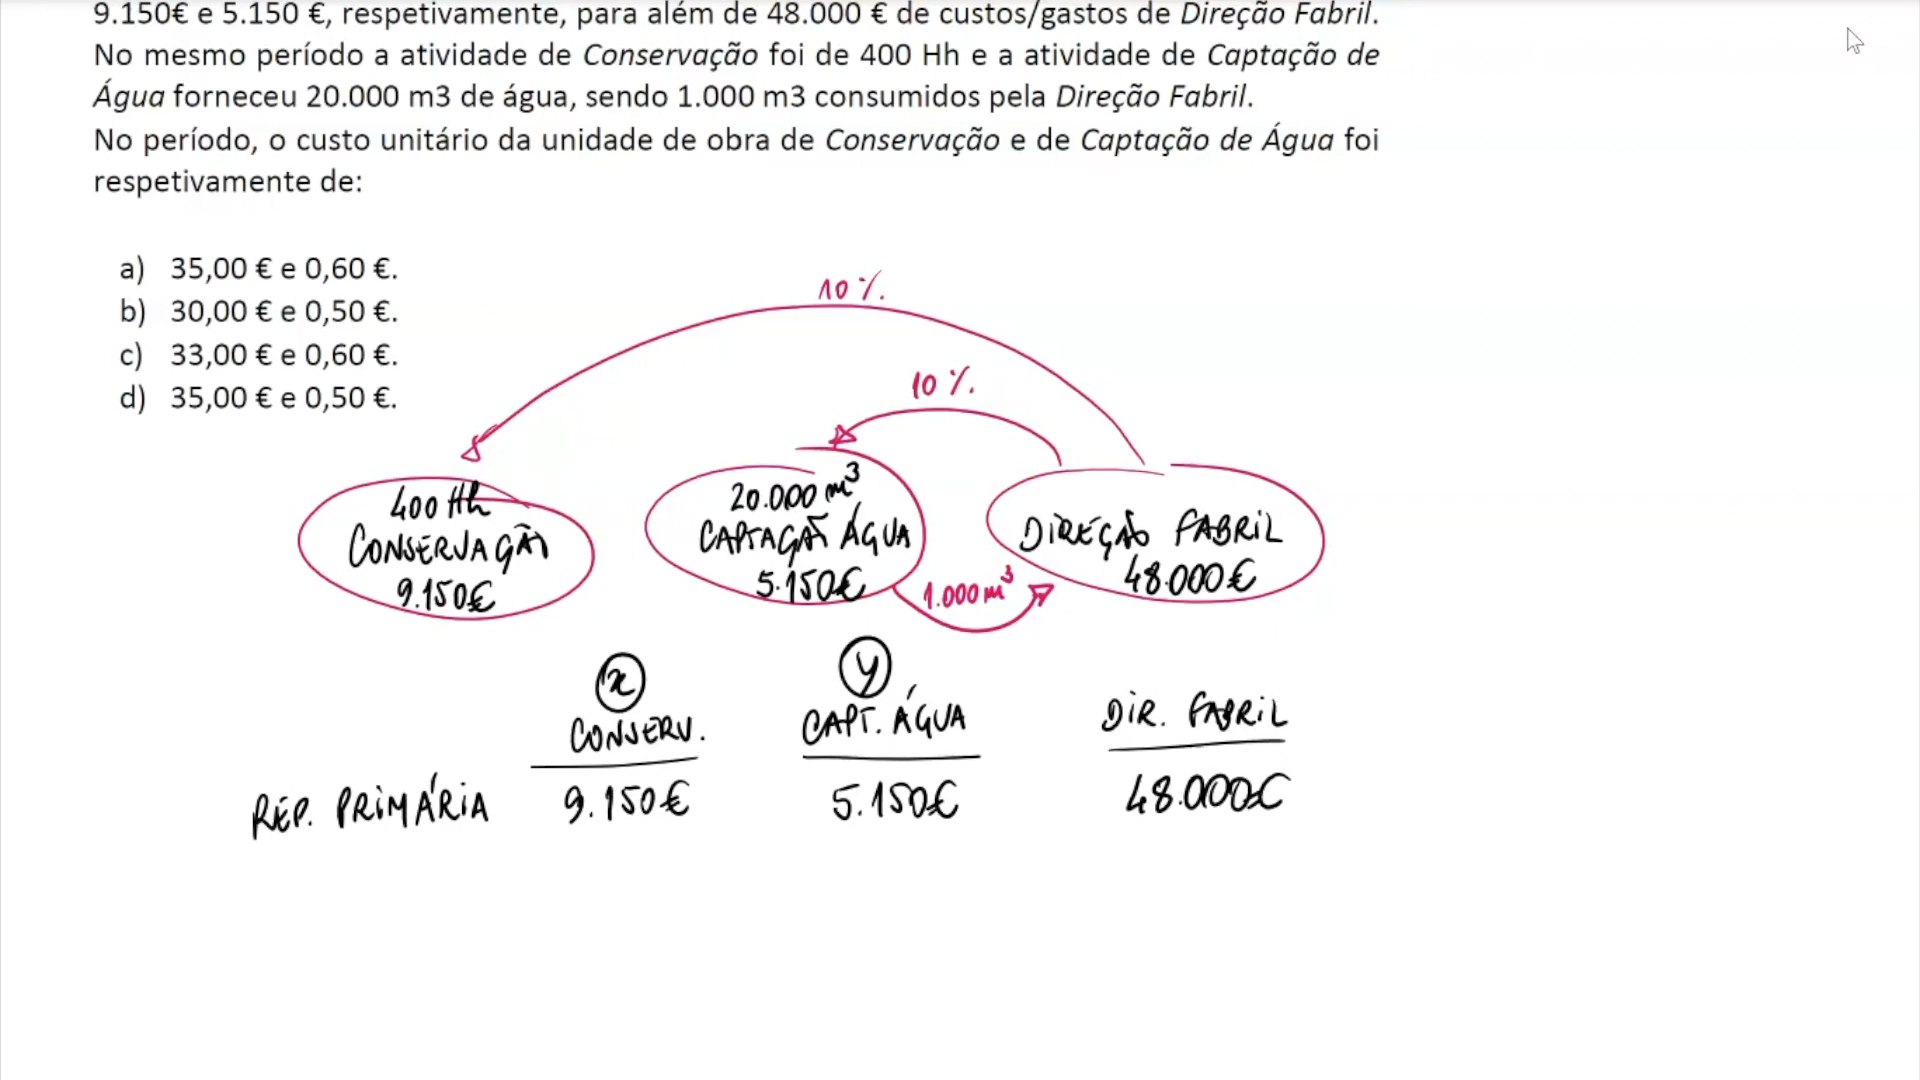 9.150€ e 5.150 €, respetivamente, para além de 48.000 € de custos/gastos de Direção Fabril.
No mesmo período a atividade de Conservação foi de 400 Hh e a atividade de Captação de
Água forneceu 20.000 m3 de água, sendo 1.000 m3 consumidos pela Direção Fabril.
No período, o custo unitário da unidade de obra de Conservação e de Captação de Água foi
respetivamente de:
a) 35,00 € e 0,60 €.
b) 30,00 € e 0,50 €.
c) 33,00 € e 0,60 €.
d) 35,00 € e 0,50 €.
10 %.
10 %.
400 Hh
CONSERVAÇÃO
9.150€
20.000 m³
CAPTAÇÃO ÁGUA
5.150€
DIREÇÃO FABRIL
48.000€
1.000 m³
x
y
CONSERV.
CAPT. ÁGUA
DIR. FABRIL
REP. PRIMÁRIA 9.150€ 5.150€ 48.000€